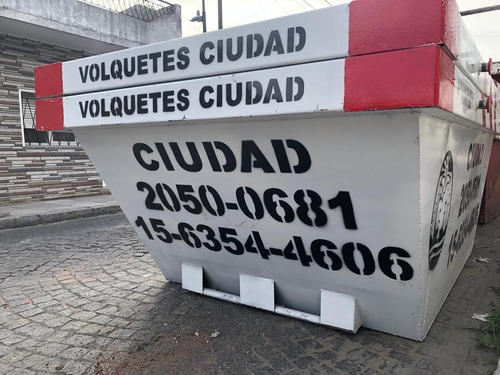 VOLQUETES CIUDAD
VOLQUETES CIUDAD
CIUDAD
2050-0681
15-6354-4606